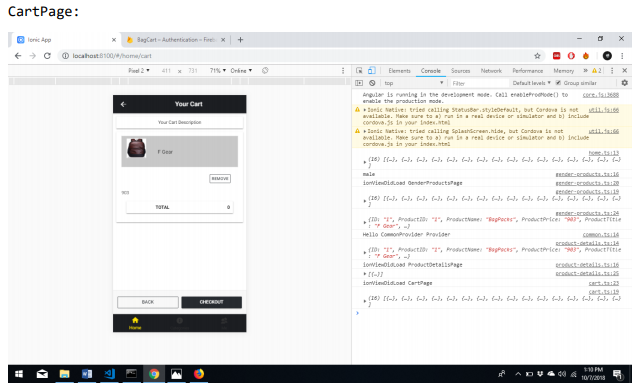 CartPage:
Ionic App
BagCart – Authentication – Fireb
localhost:8100/#/home/cart
Pixel 2 ▼ 411 x 731 71% ▼ Online ▼
Elements Console Sources Network Performance Memory » 2
top Filter Default levels ▼ Group similar
Your Cart
Your Cart Description
F Gear
REMOVE
903
TOTAL 0
BACK CHECKOUT
Home
Angular is running in the development mode. Call enableProdMode() to enable the production mode. core.js:3688
Ionic Native: tried calling StatusBar.styleDefault, but Cordova is not available. Make sure to a) run in a real device or simulator and b) include cordova.js in your index.html util.js:66
Ionic Native: tried calling SplashScreen.hide, but Cordova is not available. Make sure to a) run in a real device or simulator and b) include cordova.js in your index.html util.js:66
home.ts:13
(16) [{…}, {…}, {…}, {…}, {…}, {…}, {…}, {…}, {…}, {…}, {…}, {…}, {…}, {…}, {…}, {…}]
male gender-products.ts:16
ionViewDidLoad GenderProductsPage gender-products.ts:20
gender-products.ts:19
(16) [{…}, {…}, {…}, {…}, {…}, {…}, {…}, {…}, {…}, {…}, {…}, {…}, {…}, {…}, {…}, {…}]
gender-products.ts:24
{ID: "1", ProductID: "1", ProductName: "BagPacks", ProductPrice: "903", ProductTitle: "F Gear", …}
Hello CommonProvider Provider common.ts:14
product-details.ts:14
{ID: "1", ProductID: "1", ProductName: "BagPacks", ProductPrice: "903", ProductTitle: "F Gear", …}
ionViewDidLoad ProductDetailsPage product-details.ts:16
[{…}] product-details.ts:25
ionViewDidLoad CartPage cart.ts:23
cart.ts:19
(16) [{…}, {…}, {…}, {…}, {…}, {…}, {…}, {…}, {…}, {…}, {…}, {…}, {…}, {…}, {…}, {…}]
1:10 PM
10/7/2018